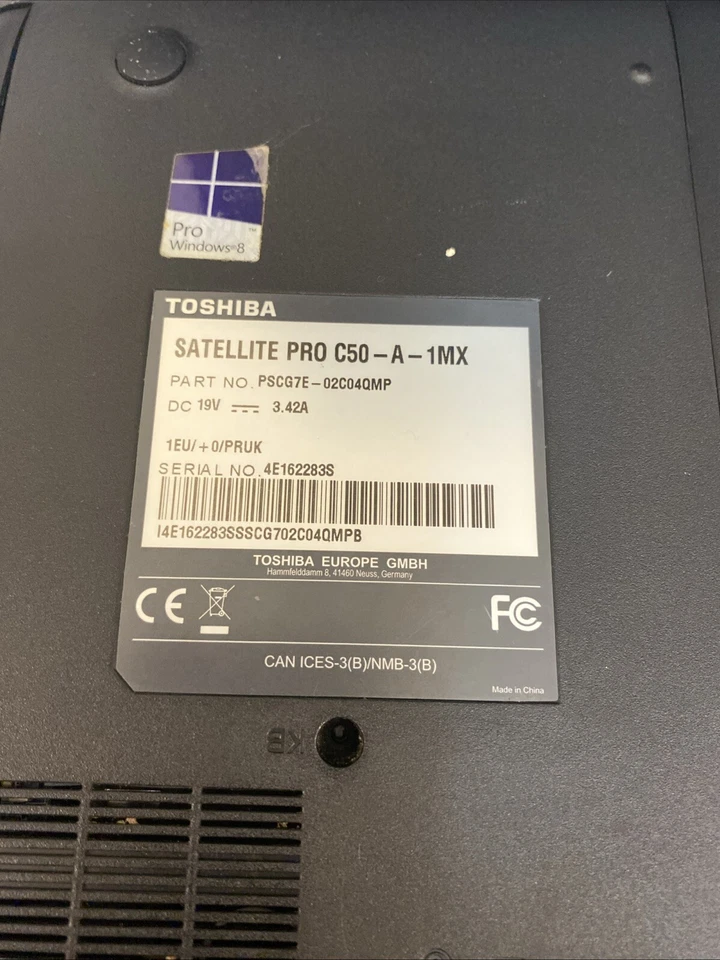 Pro ™
Windows®8
TOSHIBA
SATELLITE PRO C50-A-1MX
PART NO. PSCG7E-02C04QMP
DC 19V 3.42A
1EU/+0/PRUK
SERIAL NO. 4E162283S
I4E162283SSSCG702C04QMPB
TOSHIBA EUROPE GMBH
Hammfelddamm 8, 41460 Neuss, Germany
CE
FC
CAN ICES-3(B)/NMB-3(B)
Made in China
KB